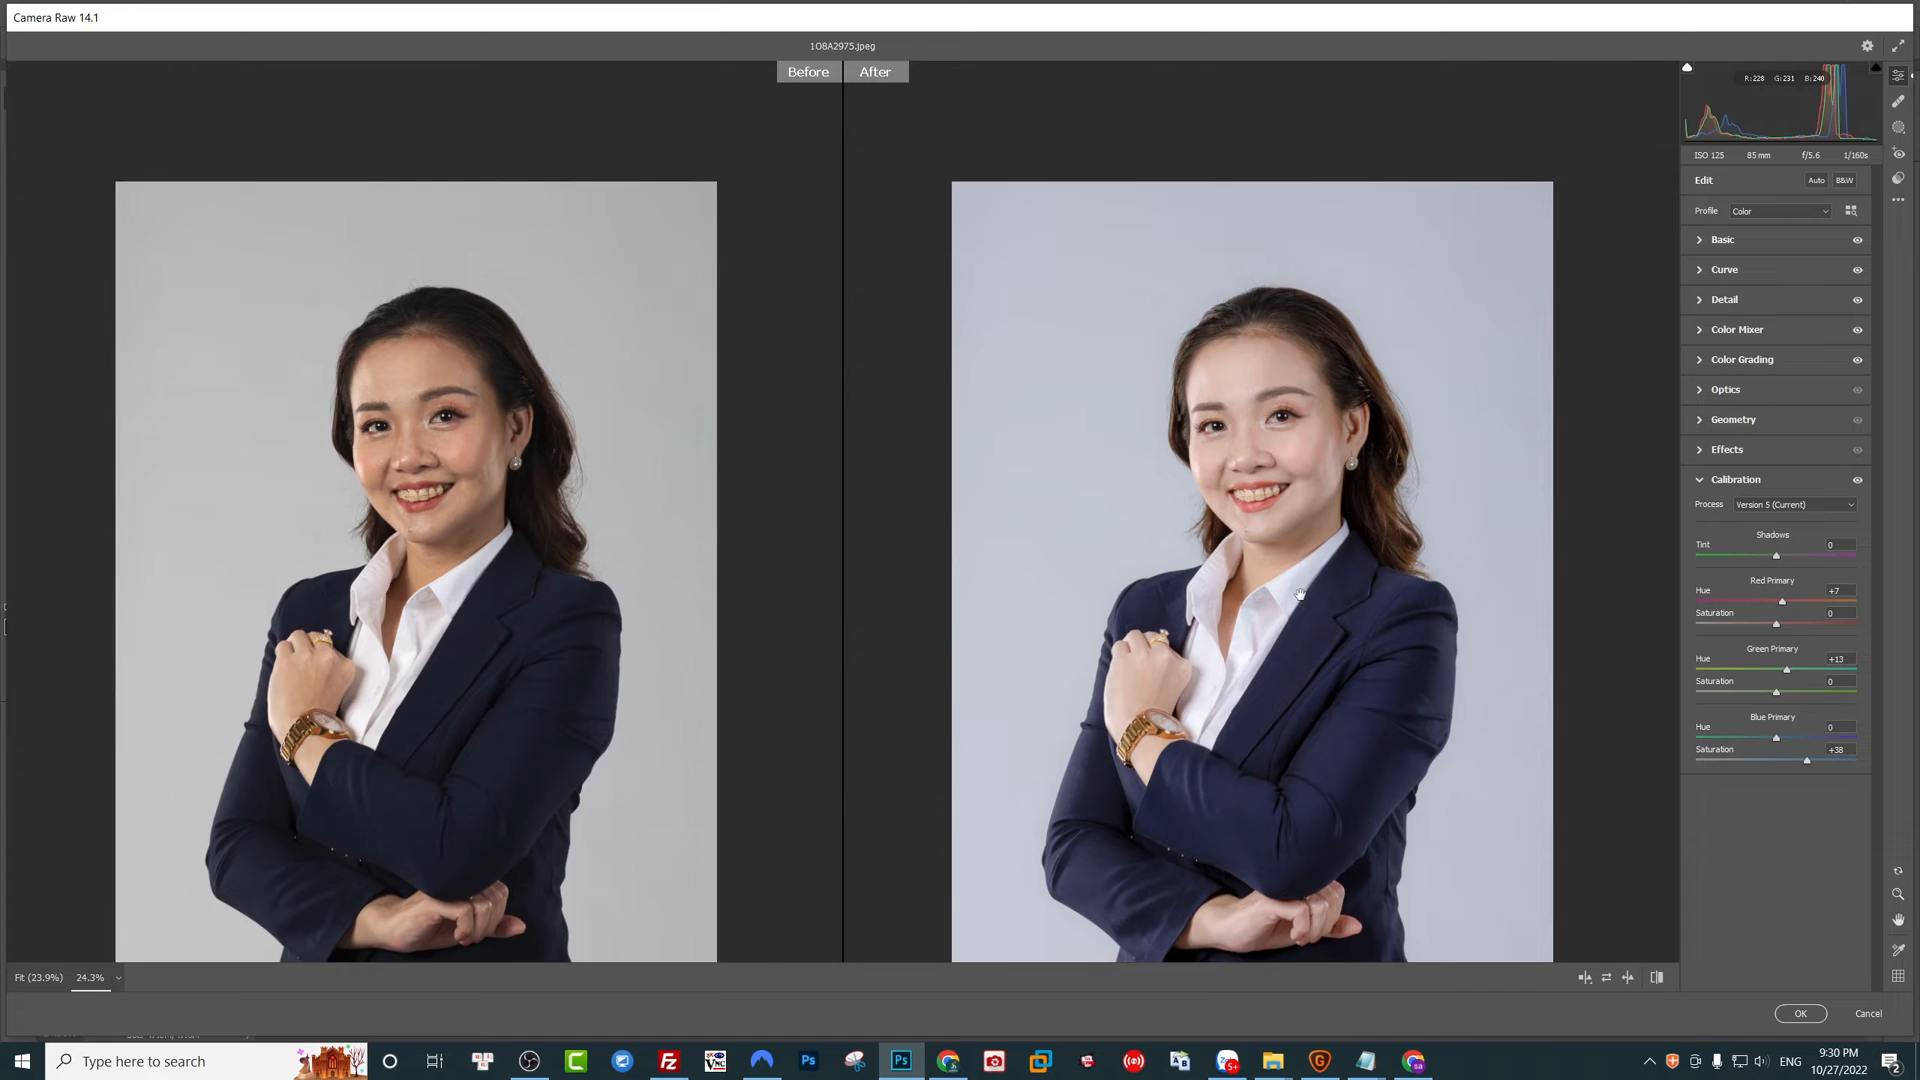 Camera Raw 14.1
1O8A2975.jpeg
Before After
R:228 G:231 B:240
ISO 125 85 mm f/5.6 1/160s
Edit Auto B&W
Profile Color
Basic
Curve
Detail
Color Mixer
Color Grading
Optics
Geometry
Effects
Calibration
Process Version 5 (Current)
Shadows
Tint 0
Red Primary
Hue +7
Saturation 0
Green Primary
Hue +13
Saturation 0
Blue Primary
Hue 0
Saturation +38
Fit (23.9%) 24.3%
OK Cancel
Type here to search
ENG
9:30 PM
10/27/2022